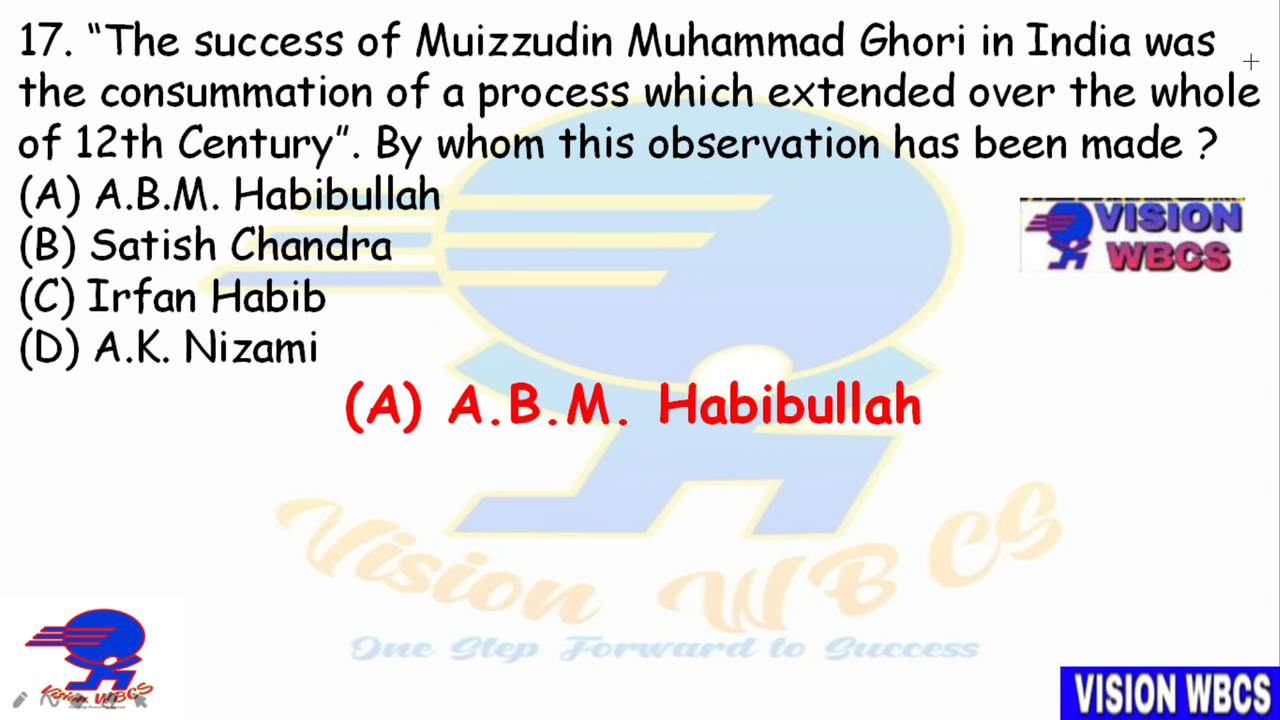 17. “The success of Muizzudin Muhammad Ghori in India was
the consummation of a process which extended over the whole
of 12th Century”. By whom this observation has been made ?
(A) A.B.M. Habibullah
(B) Satish Chandra
(C) Irfan Habib
(D) A.K. Nizami
VISION
WBCS
(A) A.B.M. Habibullah
Vision WBCS
One Step Forward to Success
Vision WBCS
VISION WBCS